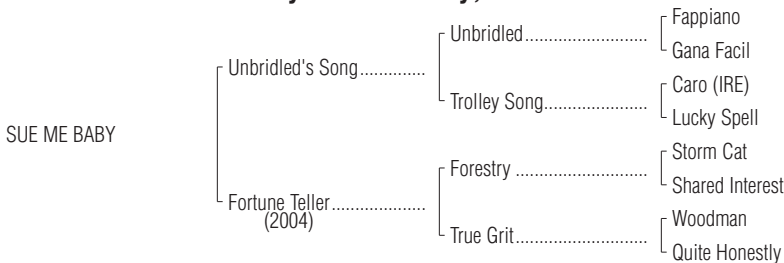 Fappiano
Unbridled
Gana Facil
Unbridled's Song
Caro (IRE)
Trolley Song
Lucky Spell
SUE ME BABY
Storm Cat
Forestry
Shared Interest
Fortune Teller
(2004)
Woodman
True Grit
Quite Honestly